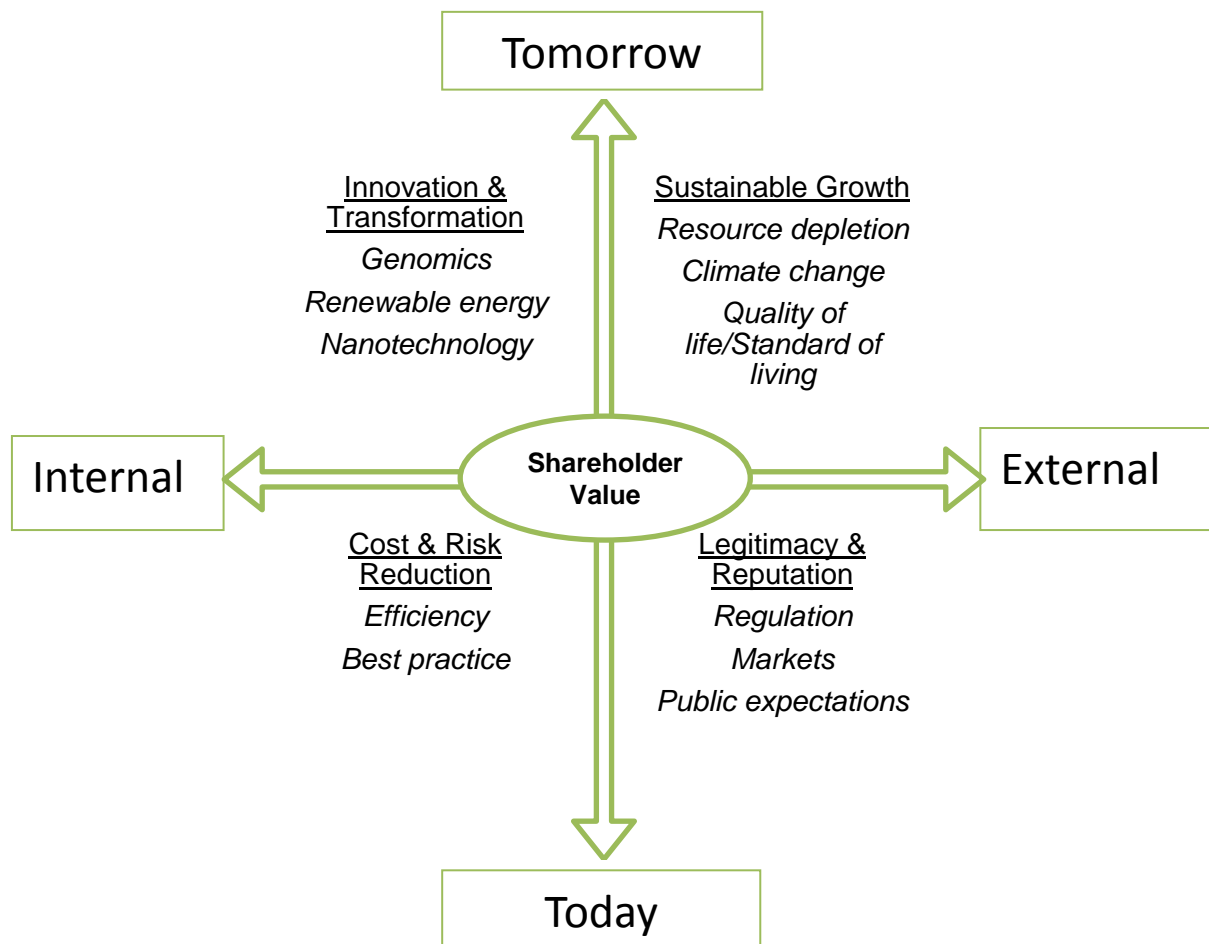 Tomorrow
Innovation &
Transformation
Genomics
Renewable energy
Nanotechnology
Sustainable Growth
Resource depletion
Climate change
Quality of
life/Standard of
living
Internal
Shareholder
Value
External
Cost & Risk
Reduction
Efficiency
Best practice
Legitimacy &
Reputation
Regulation
Markets
Public expectations
Today